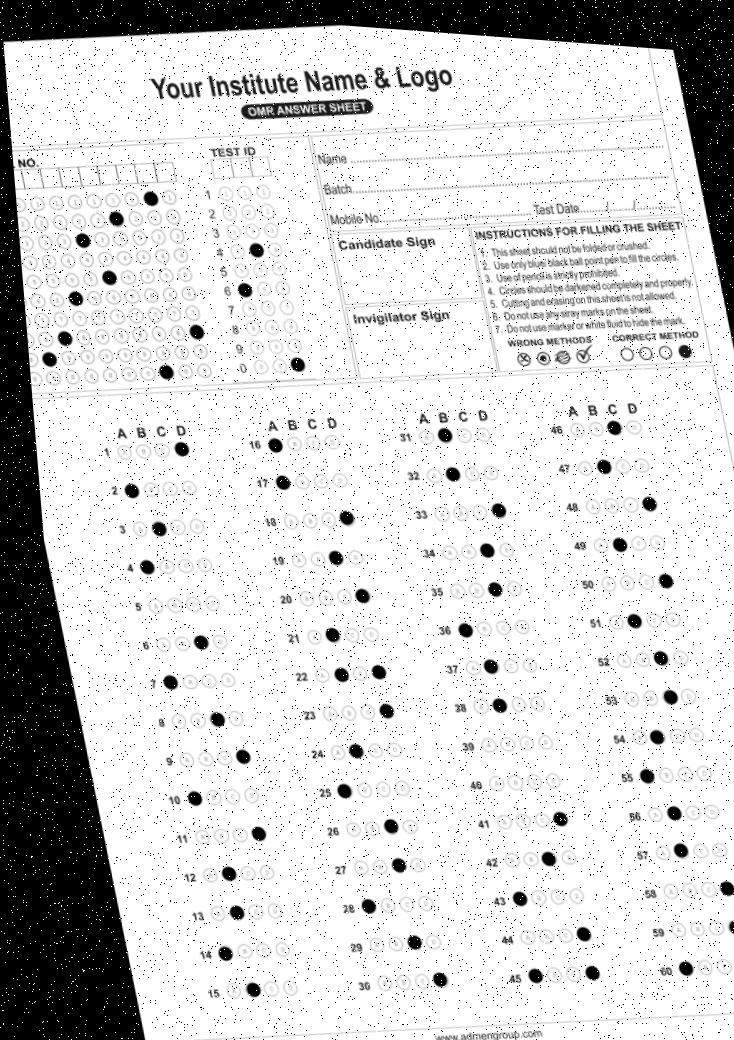 Your Institute Name & Logo
OMR ANSWER SHEET
NO.
TEST ID
Name
Batch
Mobile No.
Test Date / /
1
2
3
4
5
6
7
8
9
0
Candidate Sign
Invigilator Sign
INSTRUCTIONS FOR FILLING THE SHEET
1. This sheet should not be folded or crushed.
2. Use only blue/ black ball point pen to fill the circles.
3. Use of pencil is strictly prohibited.
4. Circles should be darkened completely and properly.
5. Cutting and erasing on this sheet is not allowed.
6. Do not use any stray marks on the sheet.
7. Do not use marker or white fluid to hide the mark.
WRONG METHODS
CORRECT METHOD
A B C D
1
2
3
4
5
6
7
8
9
10
11
12
13
14
15
A B C D
16
17
18
19
20
21
22
23
24
25
26
27
28
29
30
A B C D
31
32
33
34
35
36
37
38
39
40
41
42
43
44
45
A B C D
46
47
48
49
50
51
52
53
54
55
56
57
58
59
60
www.admengroup.com